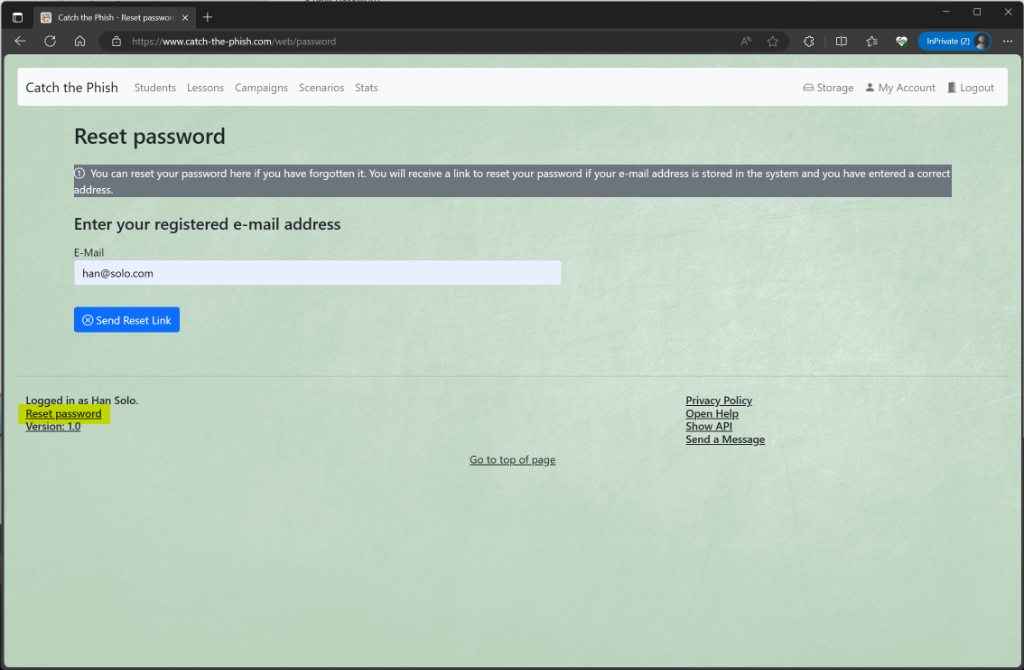 Catch the Phish - Reset password
https://www.catch-the-phish.com/web/password
InPrivate (2)
Catch the Phish Students Lessons Campaigns Scenarios Stats Storage My Account Logout
Reset password
You can reset your password here if you have forgotten it. You will receive a link to reset your password if your e-mail address is stored in the system and you have entered a correct
address.
Enter your registered e-mail address
E-Mail
han@solo.com
Send Reset Link
Logged in as Han Solo.
Reset password
Version: 1.0
Privacy Policy
Open Help
Show API
Send a Message
Go to top of page